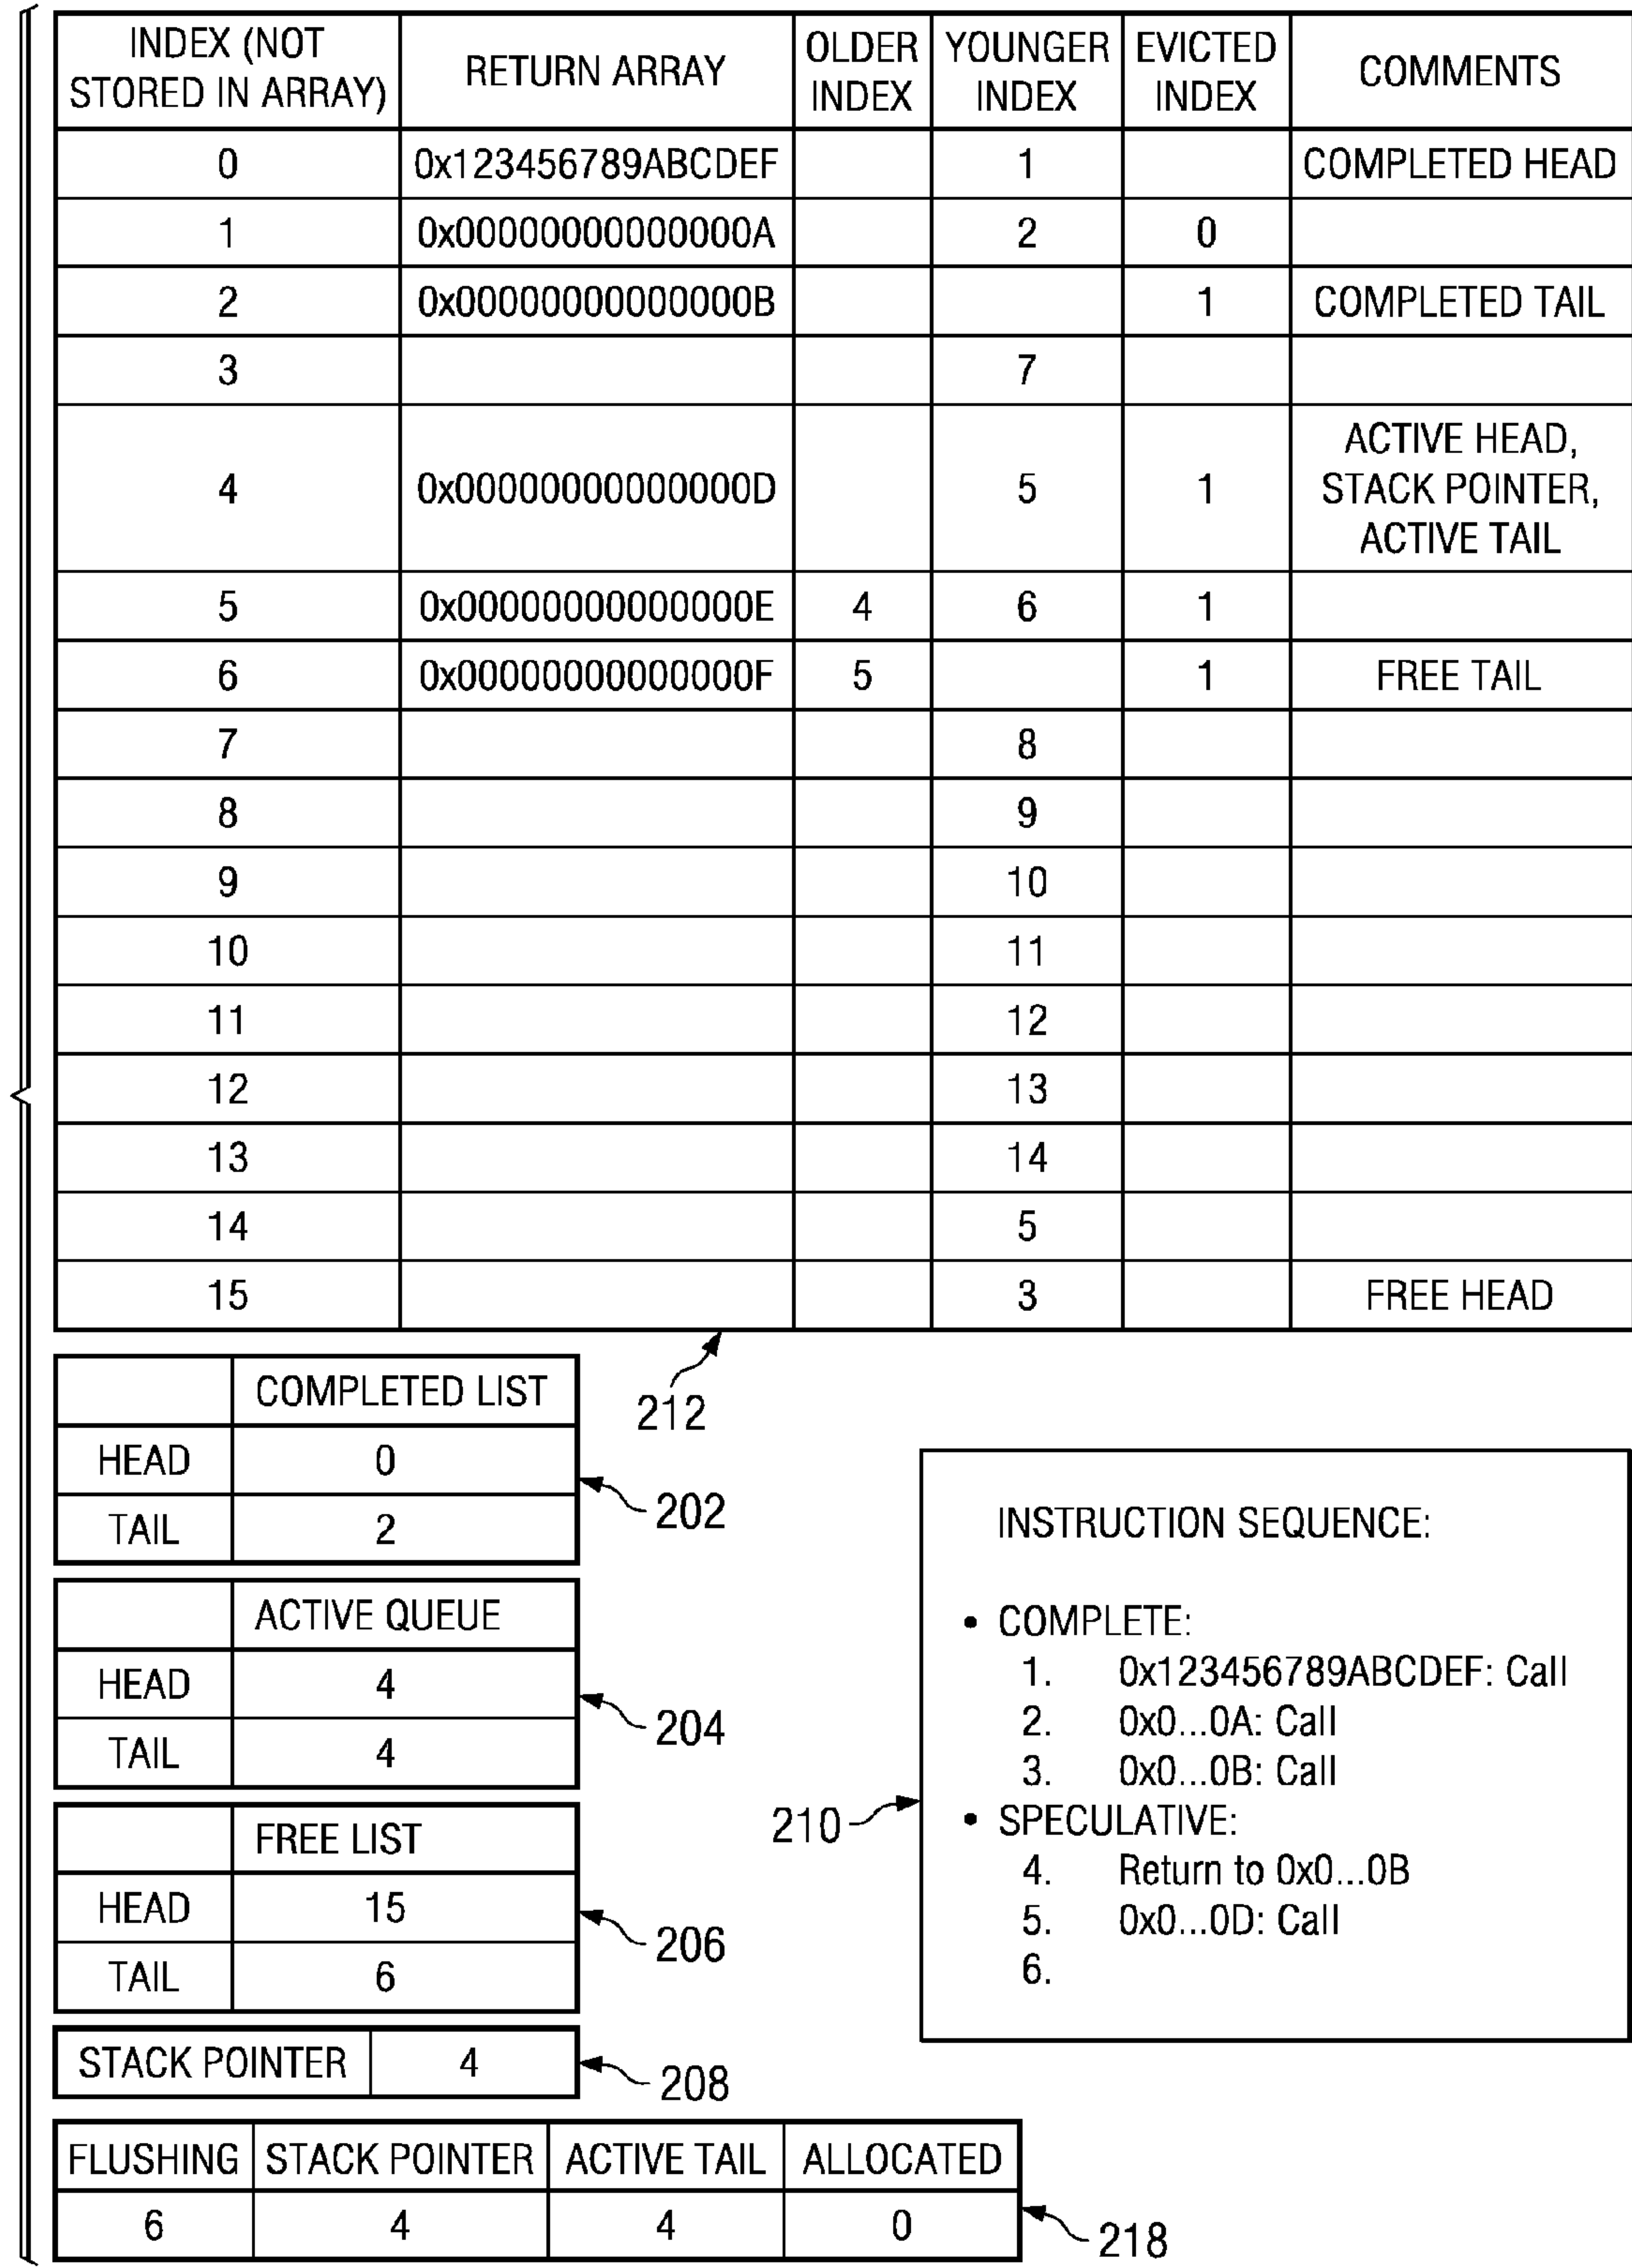 INDEX (NOT STORED IN ARRAY) RETURN ARRAY OLDER INDEX YOUNGER INDEX EVICTED INDEX COMMENTS
0 0x123456789ABCDEF 1 COMPLETED HEAD
1 0x00000000000000A 2 0
2 0x00000000000000B 1 COMPLETED TAIL
3 7
4 0x00000000000000D 5 1 ACTIVE HEAD, STACK POINTER, ACTIVE TAIL
5 0x00000000000000E 4 6 1
6 0x00000000000000F 5 1 FREE TAIL
7 8
8 9
9 10
10 11
11 12
12 13
13 14
14 5
15 3 FREE HEAD
212
COMPLETED LIST
HEAD 0
TAIL 2
202
ACTIVE QUEUE
HEAD 4
TAIL 4
204
FREE LIST
HEAD 15
TAIL 6
206
STACK POINTER 4
208
FLUSHING STACK POINTER ACTIVE TAIL ALLOCATED
6 4 4 0
218
INSTRUCTION SEQUENCE:
• COMPLETE:
1. 0x123456789ABCDEF: Call
2. 0x0...0A: Call
3. 0x0...0B: Call
• SPECULATIVE:
4. Return to 0x0...0B
5. 0x0...0D: Call
6.
210